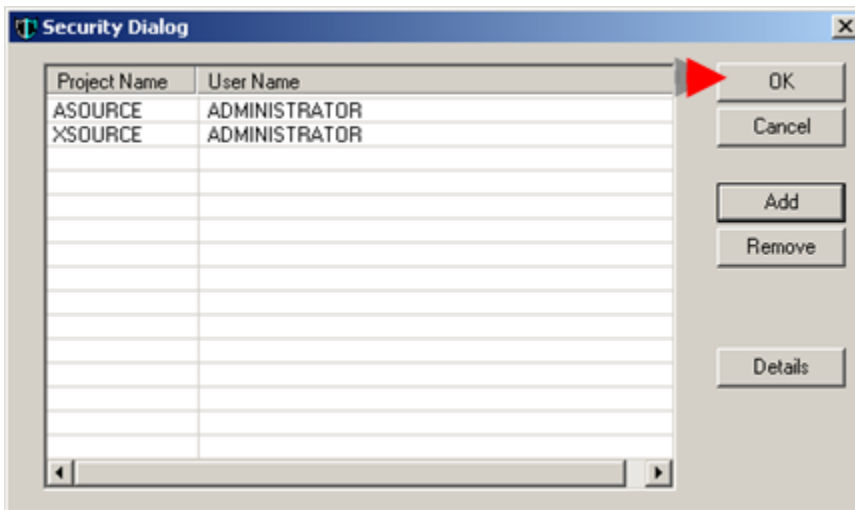 Security Dialog
Project Name User Name
ASOURCE ADMINISTRATOR
XSOURCE ADMINISTRATOR
OK
Cancel
Add
Remove
Details